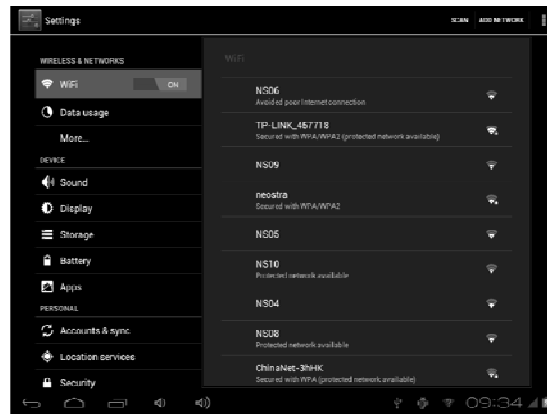 Settings
SCAN ADD NETWORK
WIRELESS & NETWORKS
WiFi ON
Data usage
More...
DEVICE
Sound
Display
Storage
Battery
Apps
PERSONAL
Accounts & sync
Location services
Security
WiFi
NS06
Avoided poor Internet connection
TP-LINK_457718
Secured with WPA/WPA2 (protected network available)
NS09
neostra
Secured with WPA/WPA2
NS05
NS10
Protected network available
NS04
NS08
Protected network available
ChinaNet-3hHK
Secured with WPA (protected network available)
09:34